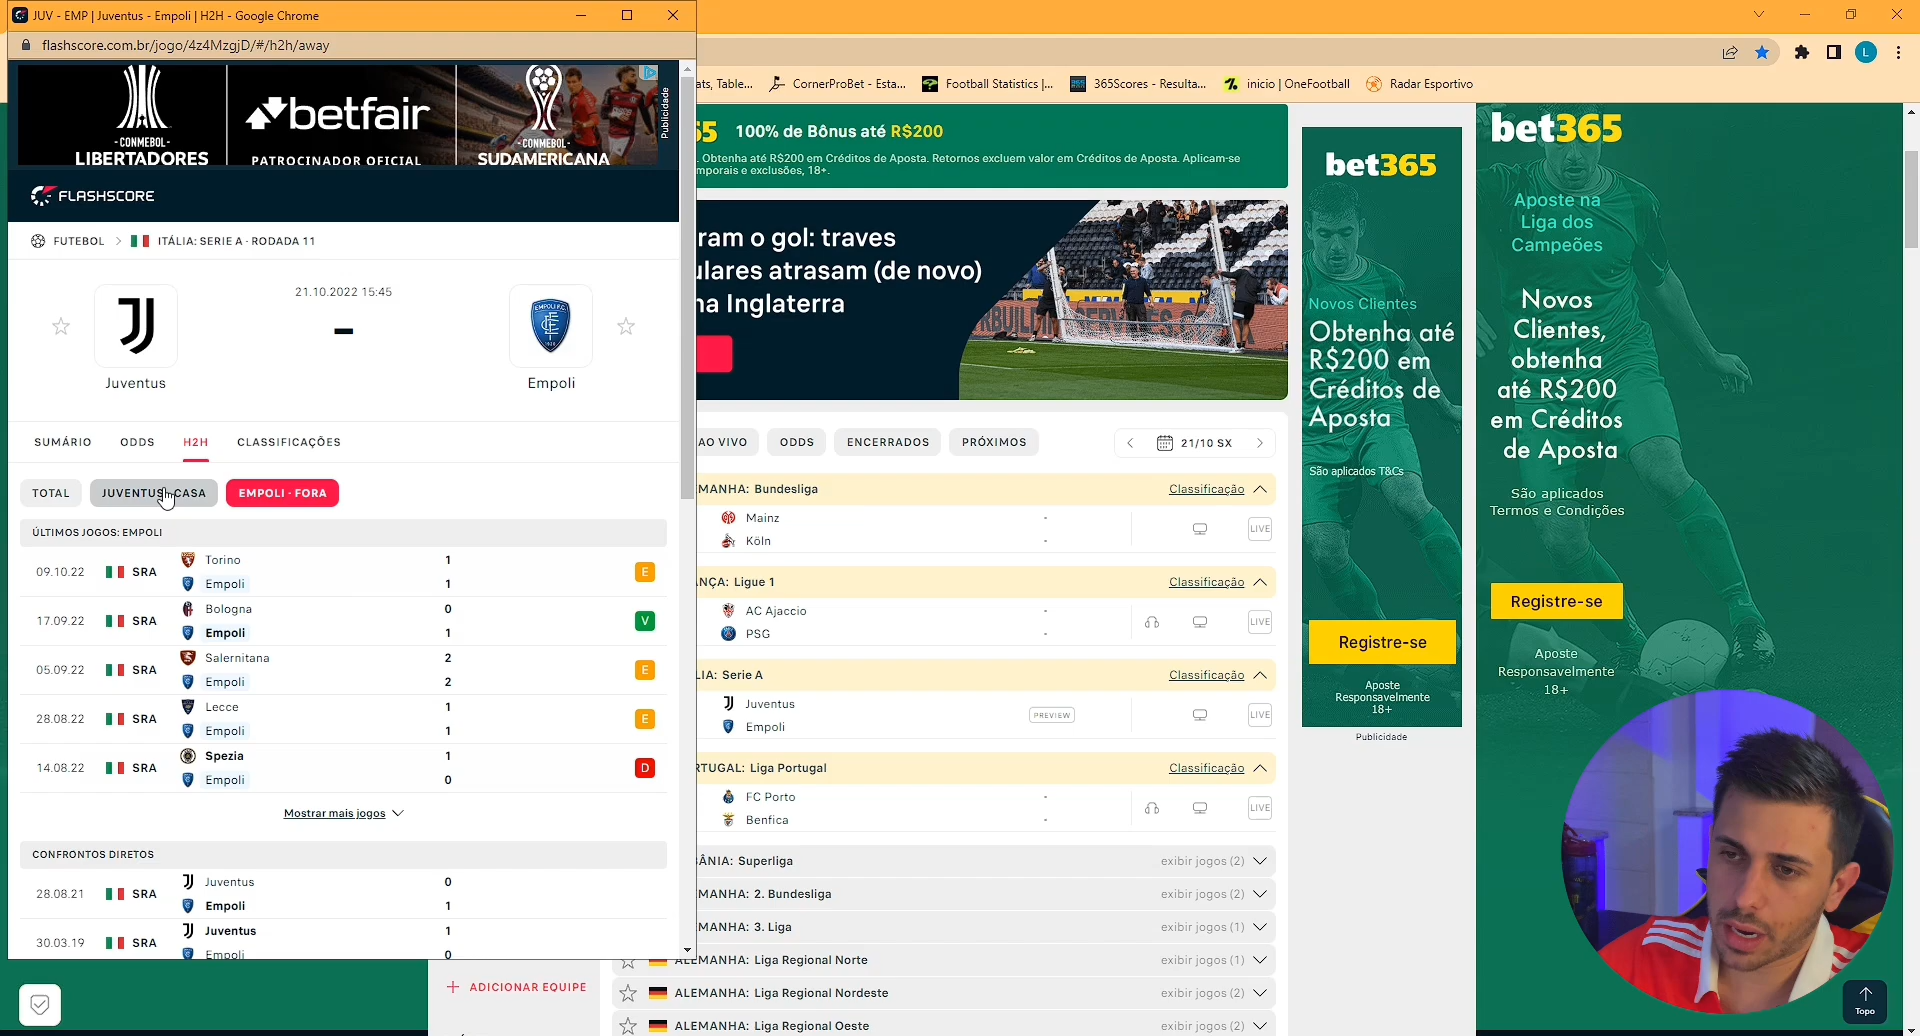 JUV - EMP | Juventus - Empoli | H2H - Google Chrome
flashscore.com.br/jogo/4z4MzgjD/#/h2h/away
CONMEBOL
LIBERTADORES
betfair
PATROCINADOR OFICIAL
CONMEBOL
SUDAMERICANA
Publicidade
FLASHSCORE
FUTEBOL > ITÁLIA: SERIE A - RODADA 11
21.10.2022 15:45
-
Juventus
Empoli
SUMÁRIO ODDS H2H CLASSIFICAÇÕES
TOTAL JUVENTUS - CASA EMPOLI - FORA
ÚLTIMOS JOGOS: EMPOLI
09.10.22 SRA Torino 1
Empoli 1 E
17.09.22 SRA Bologna 0
Empoli 1 V
05.09.22 SRA Salernitana 2
Empoli 2 E
28.08.22 SRA Lecce 1
Empoli 1 E
14.08.22 SRA Spezia 1
Empoli 0 D
Mostrar mais jogos
CONFRONTOS DIRETOS
28.08.21 SRA Juventus 0
Empoli 1
30.03.19 SRA Juventus 1
Empoli 0
ats, Table...
CornerProBet - Esta...
Football Statistics |...
365Scores - Resulta...
inicio | OneFootball
Radar Esportivo
L
65 100% de Bônus até R$200
. Obtenha até R$200 em Créditos de Aposta. Retornos excluem valor em Créditos de Aposta. Aplicam-se
mporais e exclusões, 18+.
ram o gol: traves
ulares atrasam (de novo)
na Inglaterra
AO VIVO ODDS ENCERRADOS PRÓXIMOS 21/10 SX
MANHA: Bundesliga Classificação
Mainz -
Köln -
LIVE
NÇA: Ligue 1 Classificação
AC Ajaccio -
PSG -
LIVE
LIA: Serie A Classificação
Juventus
Empoli
PREVIEW
LIVE
RTUGAL: Liga Portugal Classificação
FC Porto -
Benfica -
LIVE
ÂNIA: Superliga exibir jogos (2)
MANHA: 2. Bundesliga exibir jogos (2)
MANHA: 3. Liga exibir jogos (1)
ALEMANHA: Liga Regional Norte exibir jogos (1)
ALEMANHA: Liga Regional Nordeste exibir jogos (2)
ALEMANHA: Liga Regional Oeste exibir jogos (2)
+ ADICIONAR EQUIPE
bet365
Novos Clientes
Obtenha até
R$200 em
Créditos de
Aposta
São aplicados T&Cs
Registre-se
Aposte
Responsavelmente
18+
Publicidade
bet365
Aposte na
Liga dos
Campeões
Novos
Clientes,
obtenha
até R$200
em Créditos
de Aposta
São aplicados
Termos e Condições
Registre-se
Aposte
Responsavelmente
18+
Topo